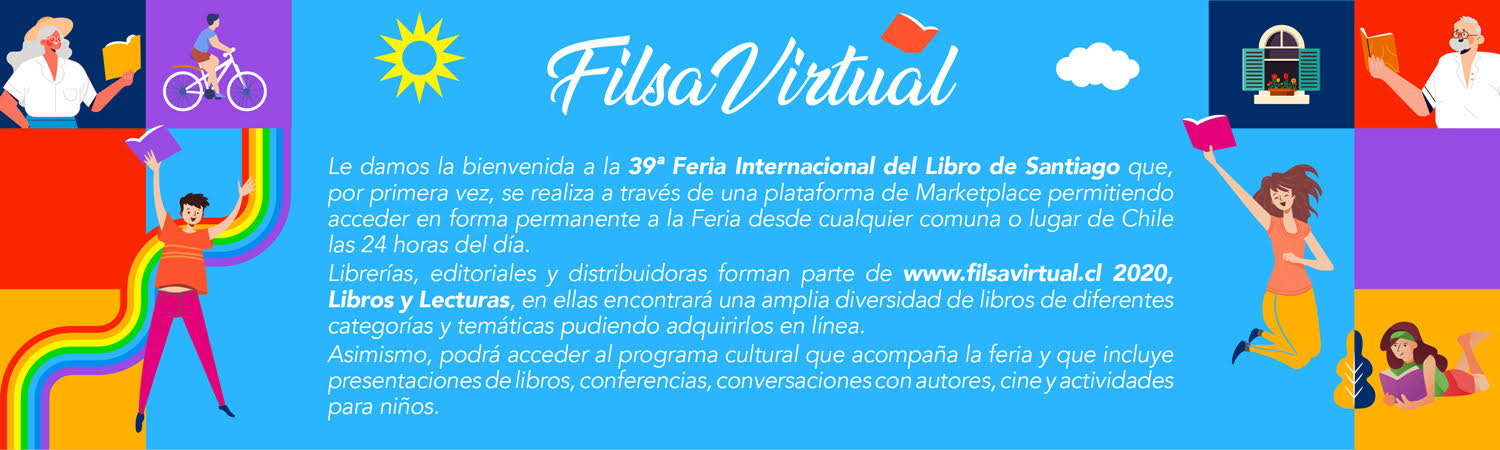 Filsa Virtual
Le damos la bienvenida a la 39ª Feria Internacional del Libro de Santiago que,
por primera vez, se realiza a través de una plataforma de Marketplace permitiendo
acceder en forma permanente a la Feria desde cualquier comuna o lugar de Chile
las 24 horas del día.
Librerías, editoriales y distribuidoras forman parte de www.filsavirtual.cl 2020,
Libros y Lecturas, en ellas encontrará una amplia diversidad de libros de diferentes
categorías y temáticas pudiendo adquirirlos en línea.
Asimismo, podrá acceder al programa cultural que acompaña la feria y que incluye
presentaciones de libros, conferencias, conversaciones con autores, cine y actividades
para niños.